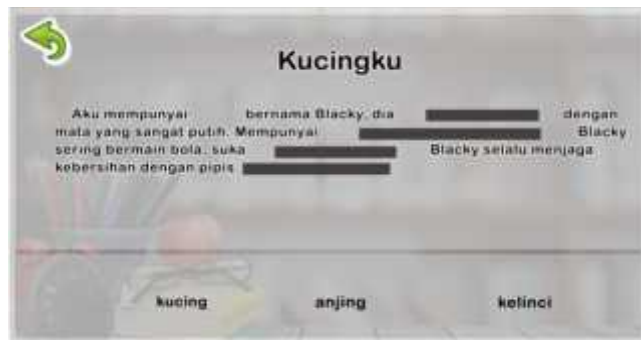 Kucingku
Aku mempunyai bernama Blacky, dia dengan
mata yang sangat putih. Mempunyai Blacky
sering bermain bola, suka Blacky selalu menjaga
kebersihan dengan pipis
kucing anjing kelinci